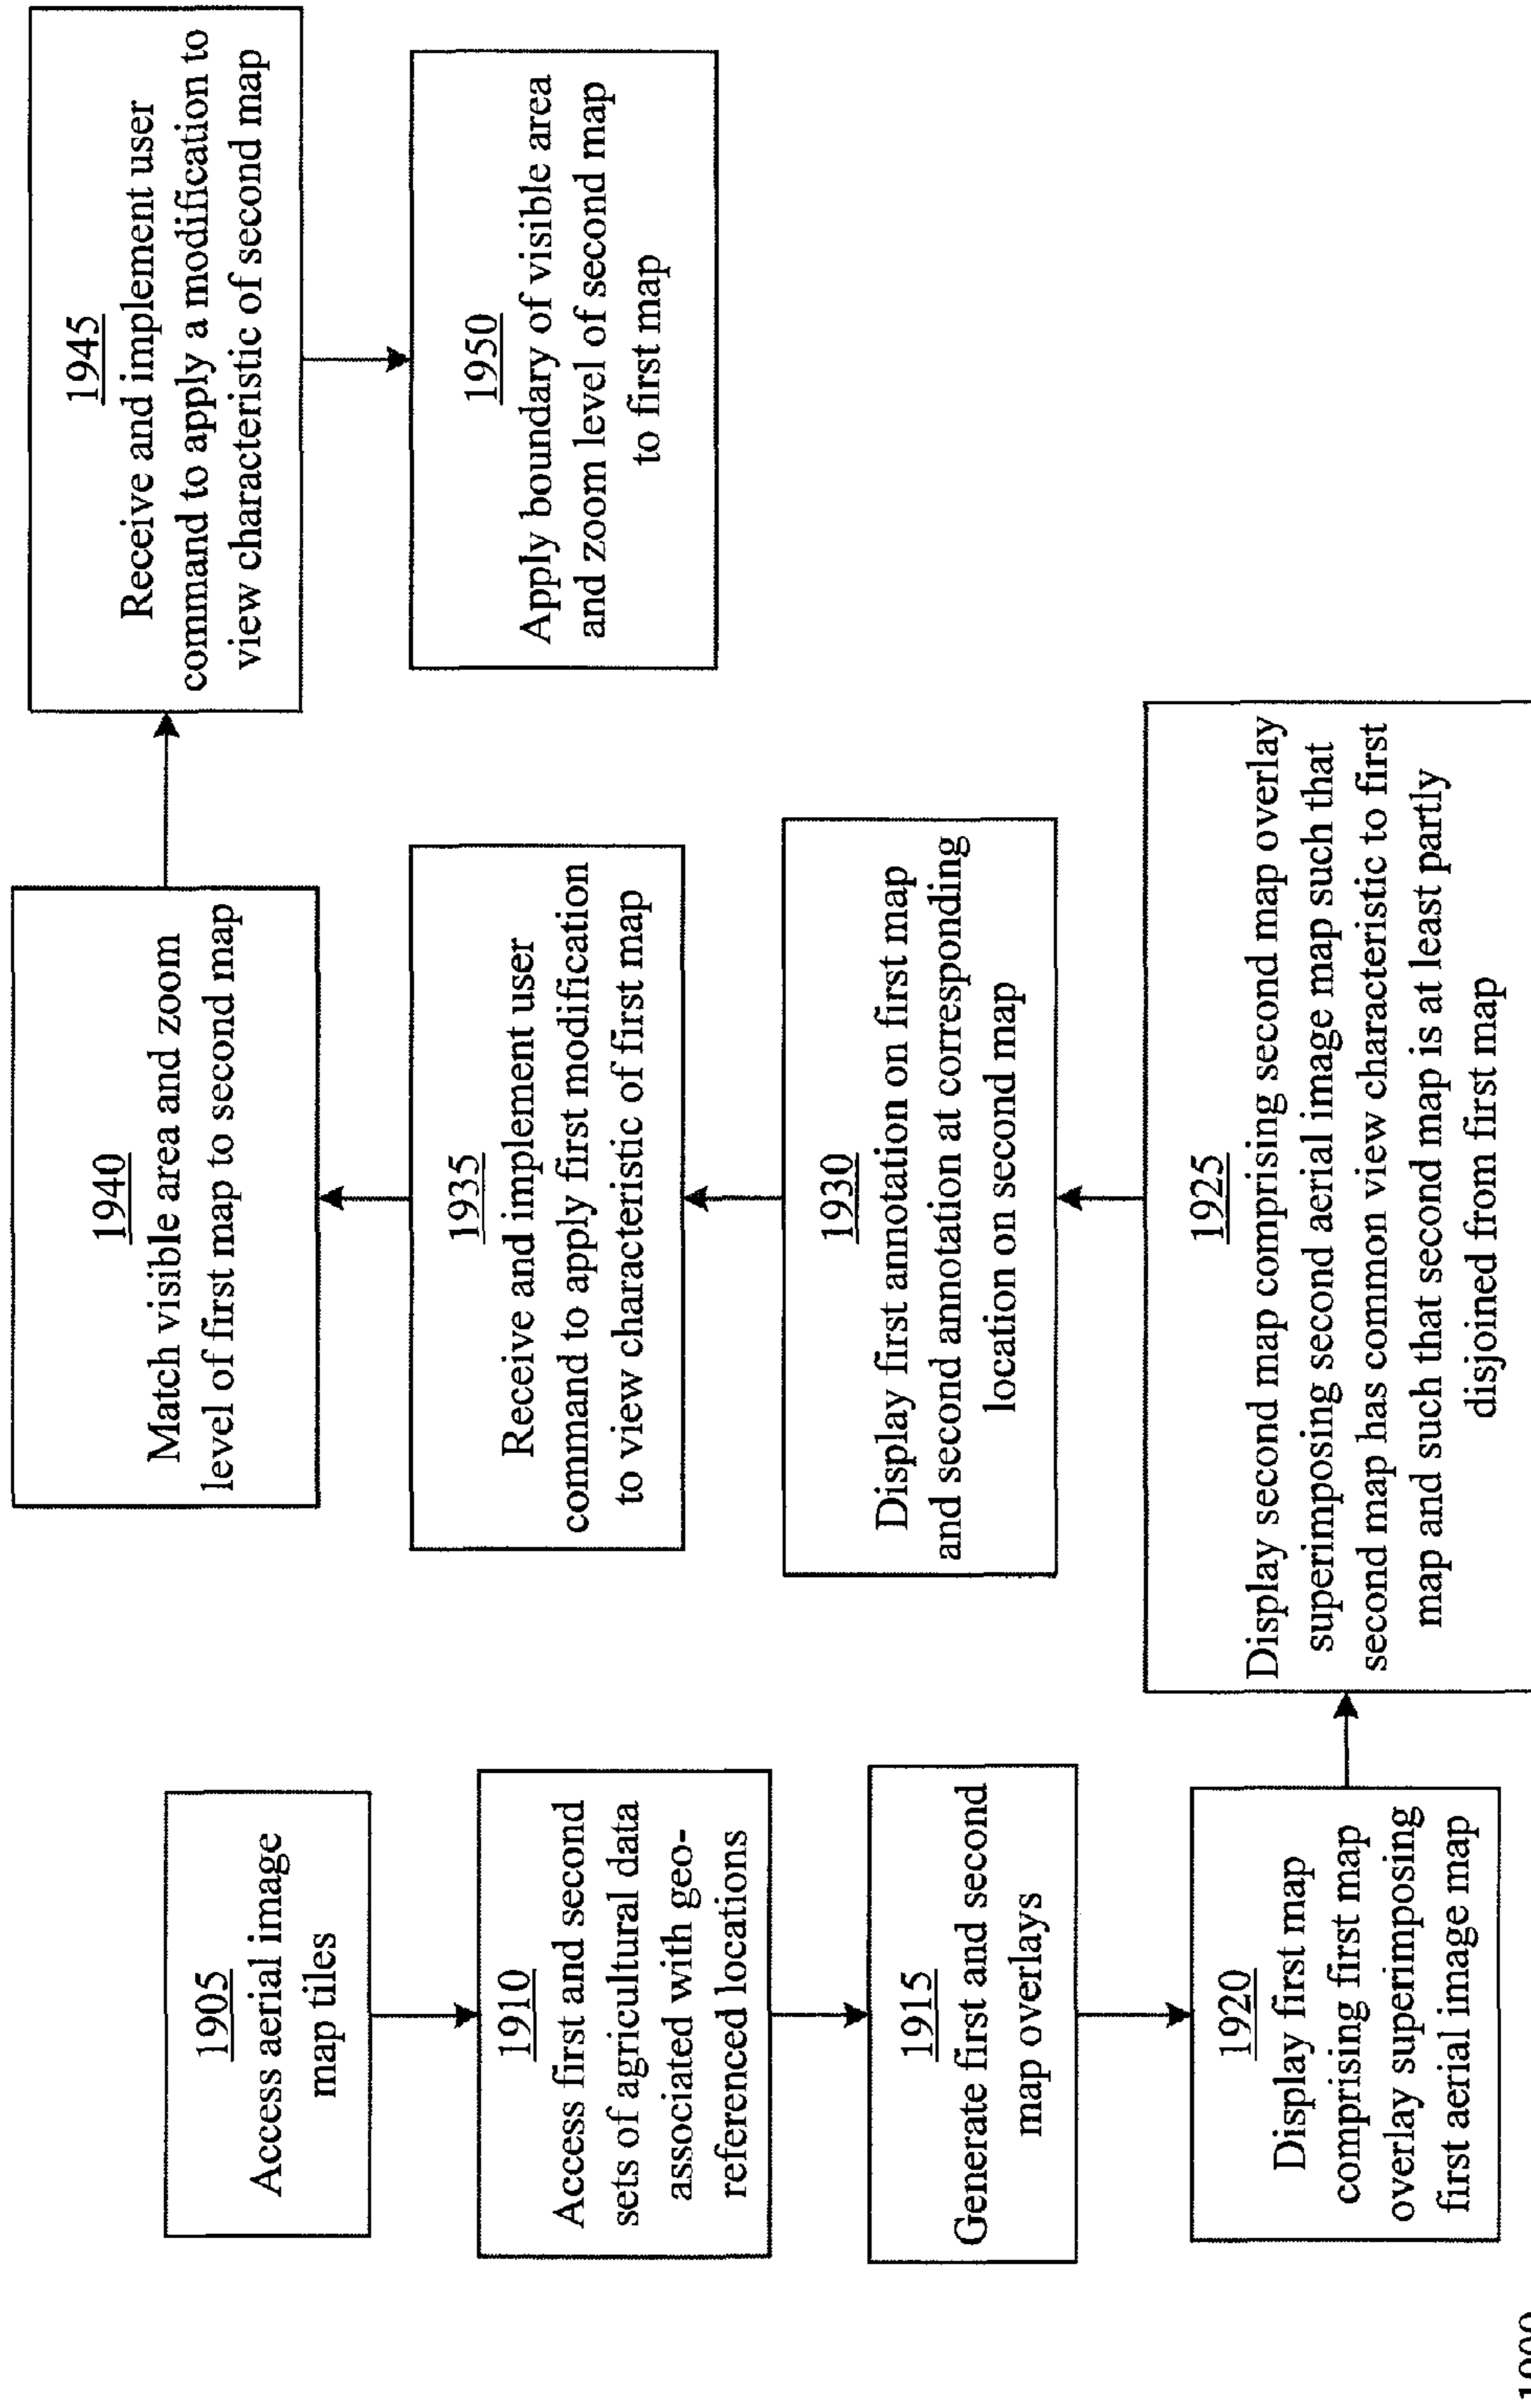 1905
Access aerial image
map tiles
1910
Access first and second
sets of agricultural data
associated with geo-
referenced locations
1915
Generate first and second
map overlays
1920
Display first map
comprising first map
overlay superimposing
first aerial image map
1925
Display second map comprising second map overlay
superimposing second aerial image map such that
second map has common view characteristic to first
map and such that second map is at least partly
disjoined from first map
1930
Display first annotation on first map
and second annotation at corresponding
location on second map
1935
Receive and implement user
command to apply first modification
to view characteristic of first map
1940
Match visible area and zoom
level of first map to second map
1945
Receive and implement user
command to apply a modification to
view characteristic of second map
1950
Apply boundary of visible area
and zoom level of second map
to first map